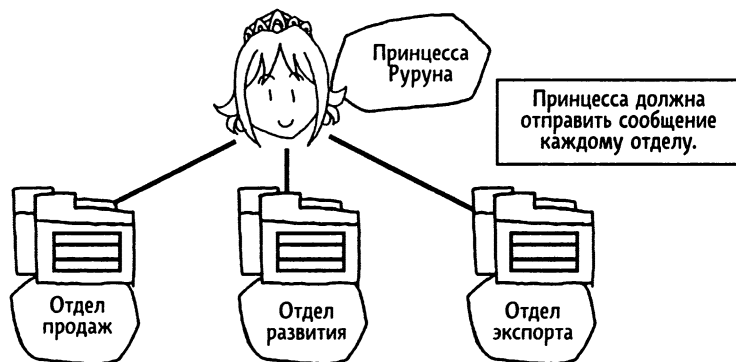 Принцесса
Руруна
Принцесса должна
отправить сообщение
каждому отделу.
Отдел
продаж
Отдел
развития
Отдел
экспорта